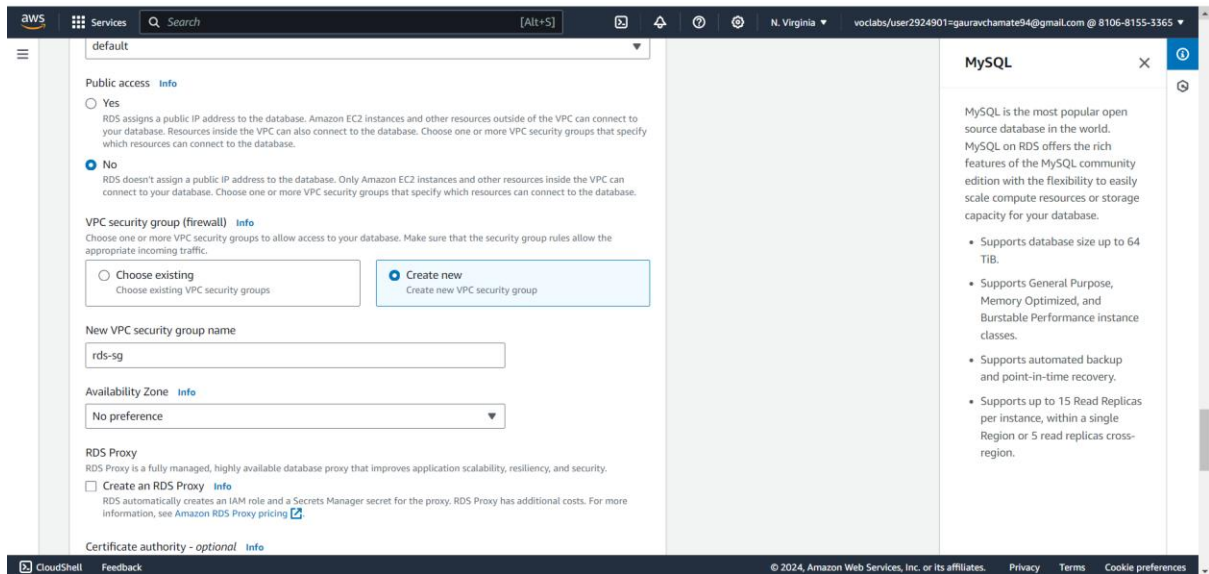 aws
Services
Search
[Alt+S]
N. Virginia
voclabs/user2924901=gauravchamate94@gmail.com @ 8106-8155-3365
default
Public access Info
Yes
RDS assigns a public IP address to the database. Amazon EC2 instances and other resources outside of the VPC can connect to
your database. Resources inside the VPC can also connect to the database. Choose one or more VPC security groups that specify
which resources can connect to the database.
No
RDS doesn't assign a public IP address to the database. Only Amazon EC2 instances and other resources inside the VPC can
connect to your database. Choose one or more VPC security groups that specify which resources can connect to the database.
VPC security group (firewall) Info
Choose one or more VPC security groups to allow access to your database. Make sure that the security group rules allow the
appropriate incoming traffic.
Choose existing
Choose existing VPC security groups
Create new
Create new VPC security group
New VPC security group name
rds-sg
Availability Zone Info
No preference
RDS Proxy
RDS Proxy is a fully managed, highly available database proxy that improves application scalability, resiliency, and security.
Create an RDS Proxy Info
RDS automatically creates an IAM role and a Secrets Manager secret for the proxy. RDS Proxy has additional costs. For more
information, see Amazon RDS Proxy pricing.
Certificate authority - optional Info
MySQL
MySQL is the most popular open
source database in the world.
MySQL on RDS offers the rich
features of the MySQL community
edition with the flexibility to easily
scale compute resources or storage
capacity for your database.
• Supports database size up to 64
TiB.
• Supports General Purpose,
Memory Optimized, and
Burstable Performance instance
classes.
• Supports automated backup
and point-in-time recovery.
• Supports up to 15 Read Replicas
per instance, within a single
Region or 5 read replicas cross-
region.
CloudShell
Feedback
© 2024, Amazon Web Services, Inc. or its affiliates.
Privacy
Terms
Cookie preferences